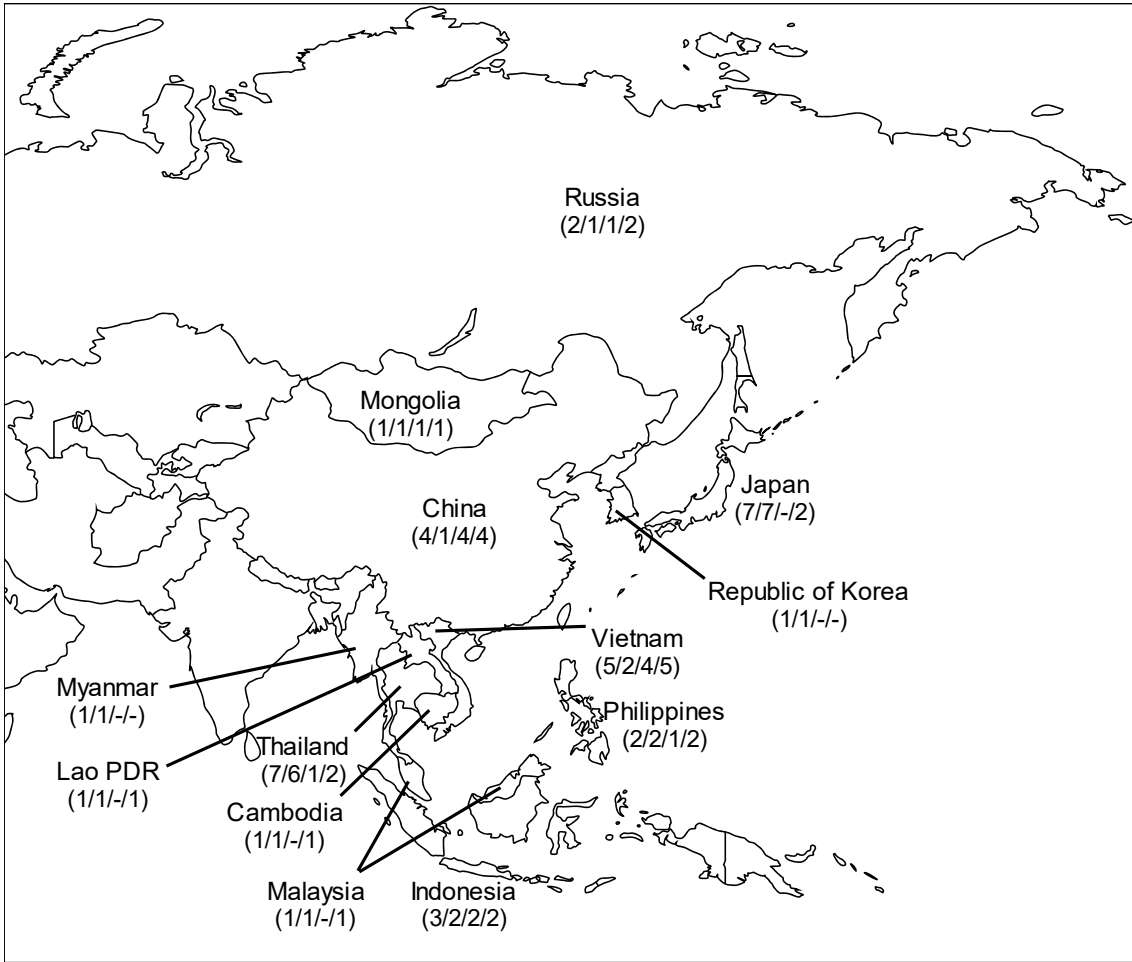 Russia
(2/1/1/2)
Mongolia
(1/1/1/1)
China
(4/1/4/4)
Japan
(7/7/-/2)
Republic of Korea
(1/1/-/-)
Vietnam
(5/2/4/5)
Myanmar
(1/1/-/-)
Philippines
(2/2/1/2)
Thailand
(7/6/1/2)
Lao PDR
(1/1/-/1)
Cambodia
(1/1/-/1)
Malaysia
(1/1/-/1)
Indonesia
(3/2/2/2)